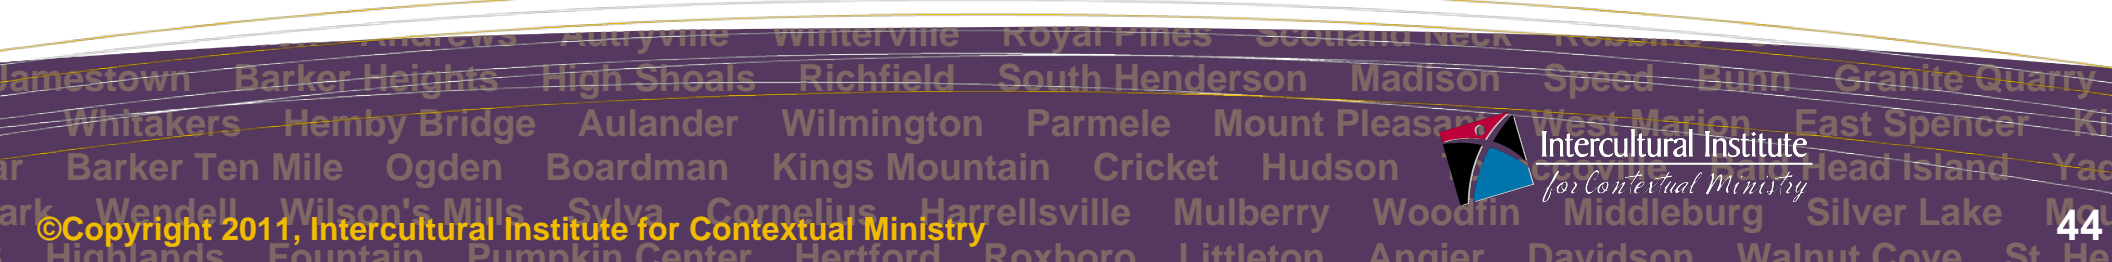 Andrews Autryville Winterville Royal Pines Scotland Neck Robbins
Jamestown Barker Heights High Shoals Richfield South Henderson Madison Speed Bunn Granite Quarry
Whitakers Hemby Bridge Aulander Wilmington Parmele Mount Pleasant West Marion East Spencer
Barker Ten Mile Ogden Boardman Kings Mountain Cricket Hudson Bald Head Island
Wendell Wilson's Mills Sylva Cornelius Harrellsville Mulberry Woodfin Middleburg Silver Lake
Highlands Fountain Pumpkin Center Hertford Roxboro Littleton Angier Davidson Walnut Cove St. He
Intercultural Institute
for Contextual Ministry
©Copyright 2011, Intercultural Institute for Contextual Ministry
44